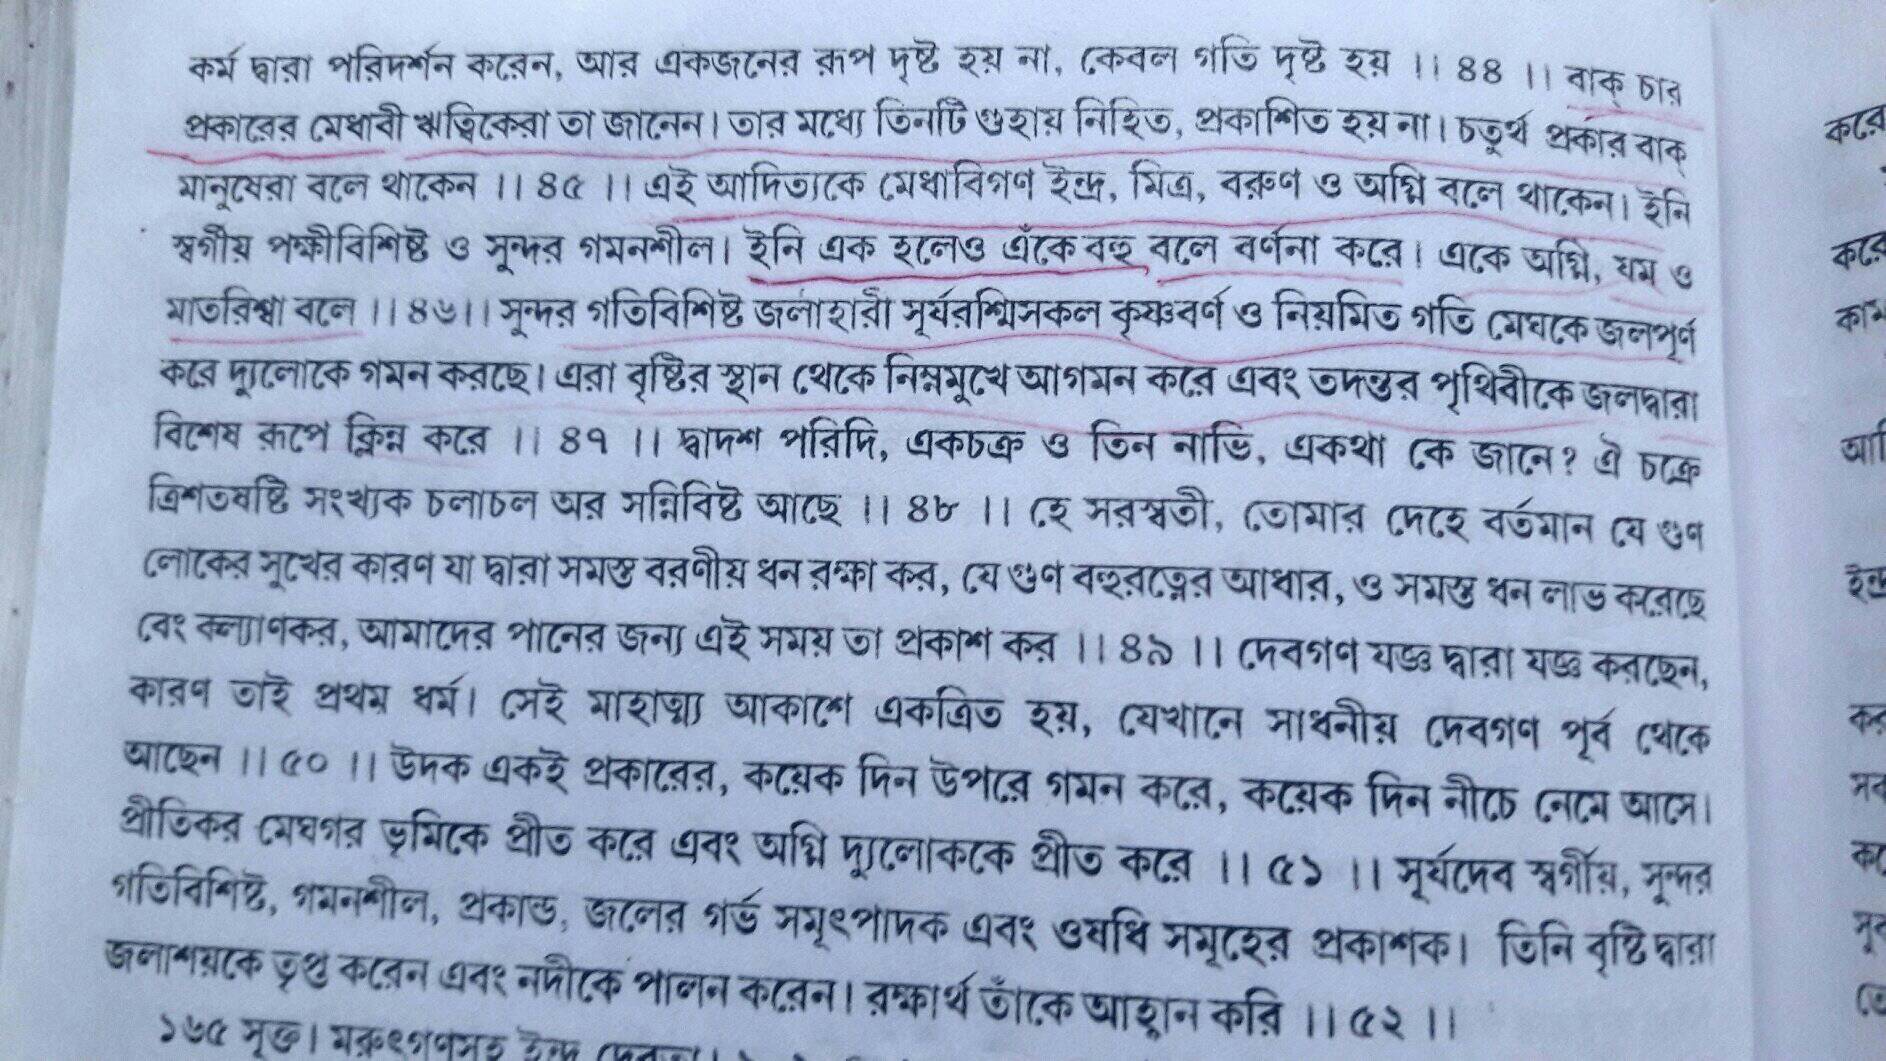 কর্ম দ্বারা পরিদর্শন করেন, আর একজনের রূপ দৃষ্ট হয় না, কেবল গতি দৃষ্ট হয় ।। ৪৪ ।। বাক্ চার
প্রকারের মেধাবী ঋত্বিকেরা তা জানেন। তার মধ্যে তিনটি গুহায় নিহিত, প্রকাশিত হয় না। চতুর্থ প্রকার বাক্
মানুষেরা বলে থাকেন ।। ৪৫ ।। এই আদিত্যকে মেধাবিগণ ইন্দ্র, মিত্র, বরুণ ও অগ্নি বলে থাকেন। ইনি
স্বর্গীয় পক্ষীবিশিষ্ট ও সুন্দর গমনশীল। ইনি এক হলেও এঁকে বহু বলে বর্ণনা করে। একে অগ্নি, যম ও
মাতরিশ্বা বলে ।। ৪৬।। সুন্দর গতিবিশিষ্ট জলাহারী সূর্যরশ্মিসকল কৃষ্ণবর্ণ ও নিয়মিত গতি মেঘকে জলপূর্ণ
করে দ্যুলোকে গমন করছে। এরা বৃষ্টির স্থান থেকে নিম্নমুখে আগমন করে এবং তদন্তর পৃথিবীকে জলদ্বারা
বিশেষ রূপে ক্লিন্ন করে ।। ৪৭ ।। দ্বাদশ পরিদি, একচক্র ও তিন নাভি, একথা কে জানে? ঐ চক্রে
ত্রিশতষষ্টি সংখ্যক চলাচল অর সন্নিবিষ্ট আছে ।। ৪৮ ।। হে সরস্বতী, তোমার দেহে বর্তমান যে গুণ
লোকের সুখের কারণ যা দ্বারা সমস্ত বরণীয় ধন রক্ষা কর, যে গুণ বহুরত্নের আধার, ও সমস্ত ধন লাভ করেছে
বেং কল্যাণকর, আমাদের পানের জন্য এই সময় তা প্রকাশ কর ।। ৪৯ ।। দেবগণ যজ্ঞ দ্বারা যজ্ঞ করছেন,
কারণ তাই প্রথম ধর্ম। সেই মাহাত্ম্য আকাশে একত্রিত হয়, যেখানে সাধনীয় দেবগণ পূর্ব থেকে
আছেন ।। ৫০ ।। উদক একই প্রকারের, কয়েক দিন উপরে গমন করে, কয়েক দিন নীচে নেমে আসে।
প্রীতিকর মেঘগর ভূমিকে প্রীত করে এবং অগ্নি দ্যুলোককে প্রীত করে ।। ৫১ ।। সূর্যদেব স্বর্গীয়, সুন্দর
গতিবিশিষ্ট, গমনশীল, প্রকান্ড, জলের গর্ভ সমূৎপাদক এবং ওষধি সমূহের প্রকাশক। তিনি বৃষ্টি দ্বারা
জলাশয়কে তৃপ্ত করেন এবং নদীকে পালন করেন। রক্ষার্থ তাঁকে আহ্বান করি ।। ৫২ ।।
১৬৫ সূক্ত। মরুৎগণসহ ইন্দ্র দেবতা।
করে
করে